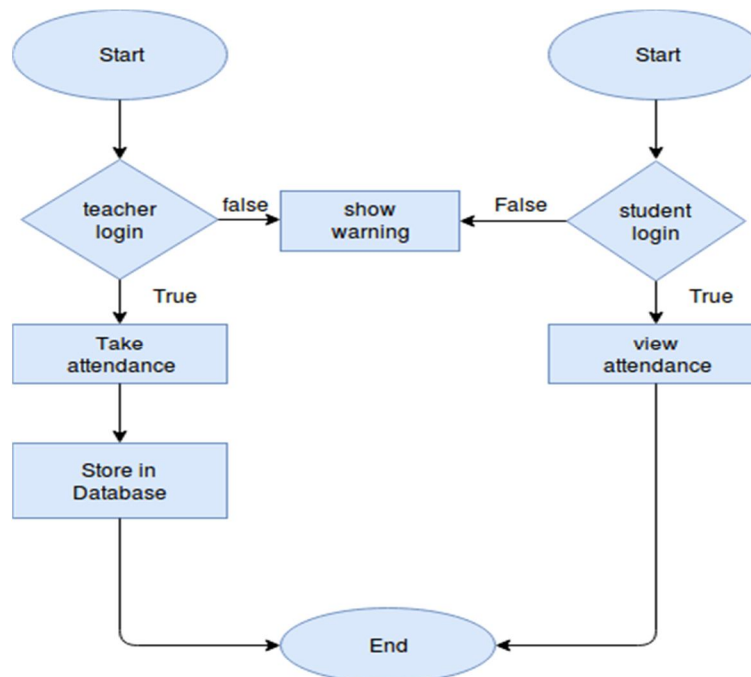 Start
Start
teacher
login
false
show
warning
False
student
login
True
True
Take
attendance
view
attendance
Store in
Database
End